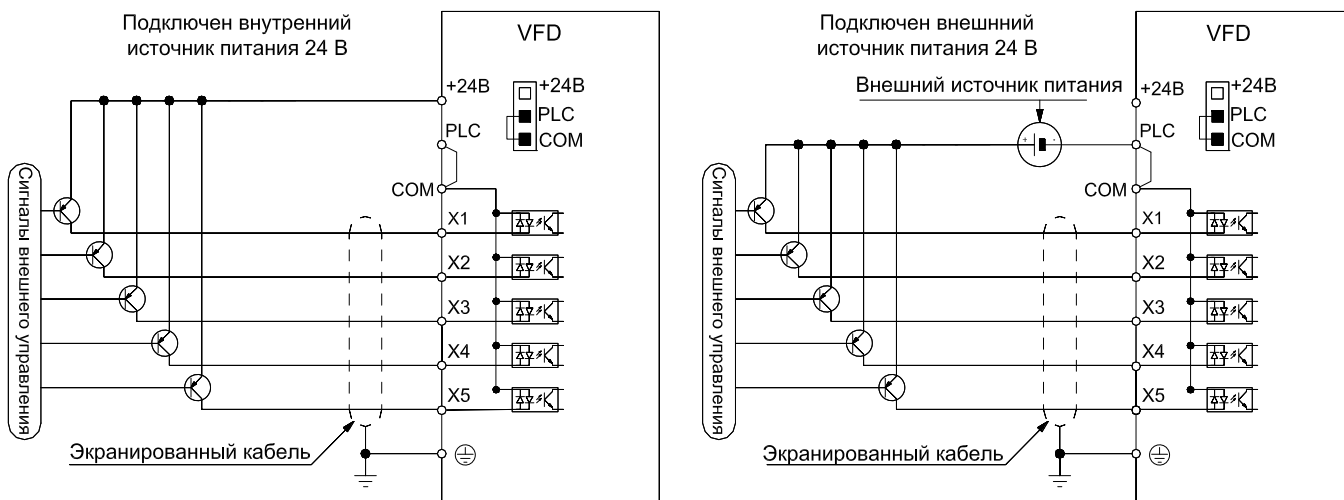 Подключен внутренний
источник питания 24 В
VFD
+24В
+24В
PLC
COM
PLC
COM
X1
X2
X3
X4
X5
Сигналы внешнего управления
Экранированный кабель
Подключен внешнний
источник питания 24 В
VFD
Внешний источник питания
+24В
+24В
PLC
COM
PLC
+ -
COM
X1
X2
X3
X4
X5
Сигналы внешнего управления
Экранированный кабель